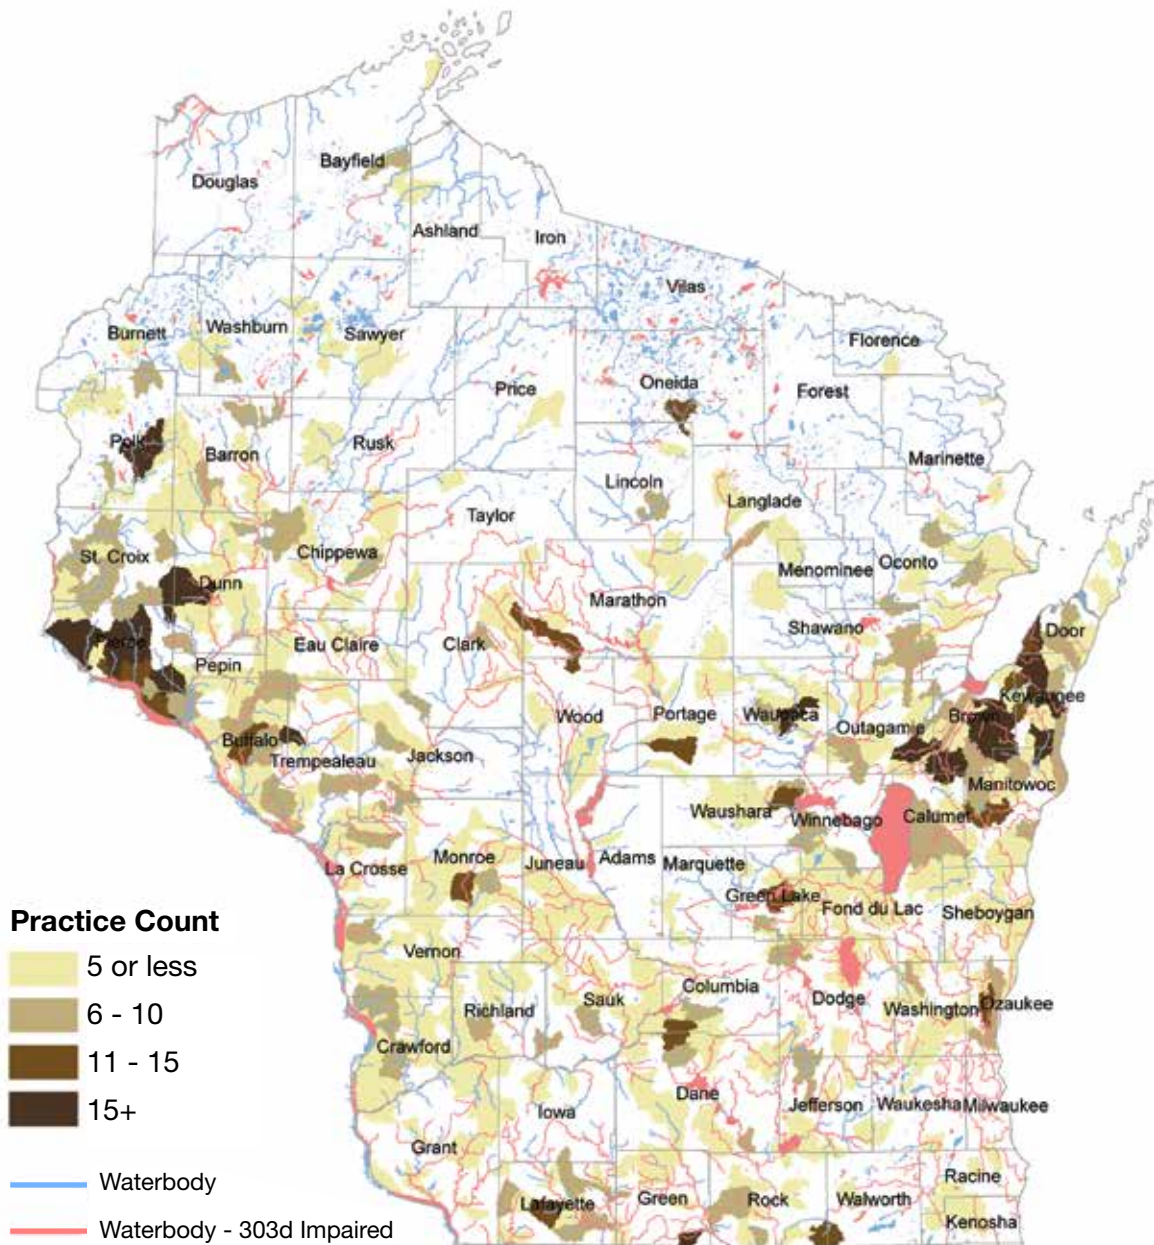 Bayfield
Douglas
Ashland
Iron
Vilas
Burnett
Washburn
Sawyer
Florence
Price
Oneida
Forest
Polk
Barron
Rusk
Marinette
Lincoln
Langlade
Taylor
St. Croix
Chippewa
Dunn
Menominee
Oconto
Marathon
Pierce
Eau Claire
Clark
Shawano
Door
Pepin
Kewaunee
Wood
Portage
Waupaca
Outagamie
Brown
Buffalo
Trempealeau
Jackson
Manitowoc
Waushara
Winnebago
Calumet
La Crosse
Monroe
Juneau
Adams
Marquette
Green Lake
Fond du Lac
Sheboygan
Vernon
Richland
Sauk
Columbia
Dodge
Washington
Ozaukee
Crawford
Dane
Iowa
Jefferson
Waukesha
Milwaukee
Grant
Lafayette
Green
Rock
Walworth
Racine
Kenosha
Practice Count
5 or less
6 - 10
11 - 15
15+
Waterbody
Waterbody - 303d Impaired